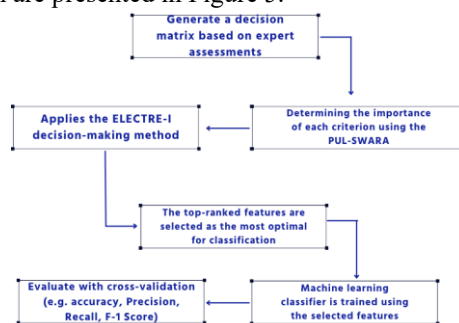 are presented in Figure 3.
Generate a decision
matrix based on expert
assessments
Determining the importance
of each criterion using the
PUL-SWARA
Applies the ELECTRE-I
decision-making method
The top-ranked features are
selected as the most optimal
for classification
Machine learning
classifier is trained using
the selected features
Evaluate with cross-validation
(e.g. accuracy, Precision,
Recall, F-1 Score)